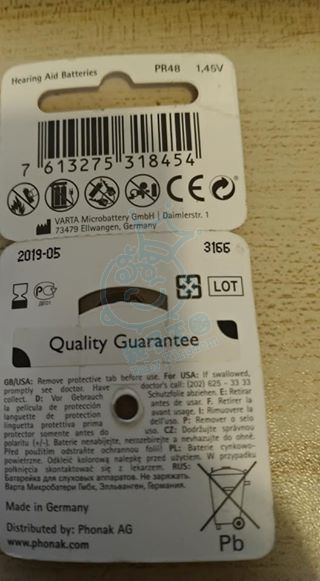 Hearing Aid Batteries PR48 1,45V
7 613275 318454
VARTA Microbattery GmbH | Daimlerstr. 1
73479 Ellwangen, Germany
2019-05 3166
LOT
Quality Guarantee
GB/USA: Remove protective tab before use. For USA: If swallowed,
promptly see doctor. Have doctor's call: (202) 625 - 33 33
collect. D: Vor Gebrauch Schutzfolie abziehen. E: Retirar
la película de protección antes de usar. F. Retirer la
languette de protection avant usage. I: Rimuovere la
linguetta protettiva prima dell'uso. P: Remover o selo
protector somente antes do uso. CZ: Dodržujte správnou
polaritu (+/-). Baterie nenabíjejte, nerozebírejte a nevhazujte do ohně.
Před použitím odstraňte ochrannou fólii! PL: Baterie cynkowo-
powietrzne. Odkleić kolorową nalepkę przed użyciem. W przypadku
połknięcia skontaktować się z lekarzem. RUS:
Батарейка для слуховых аппаратов. Не заряжать.
Варта Микробатери Гмбх, Элльванген, Германия.
Made in Germany
Distributed by: Phonak AG
www.phonak.com
Pb